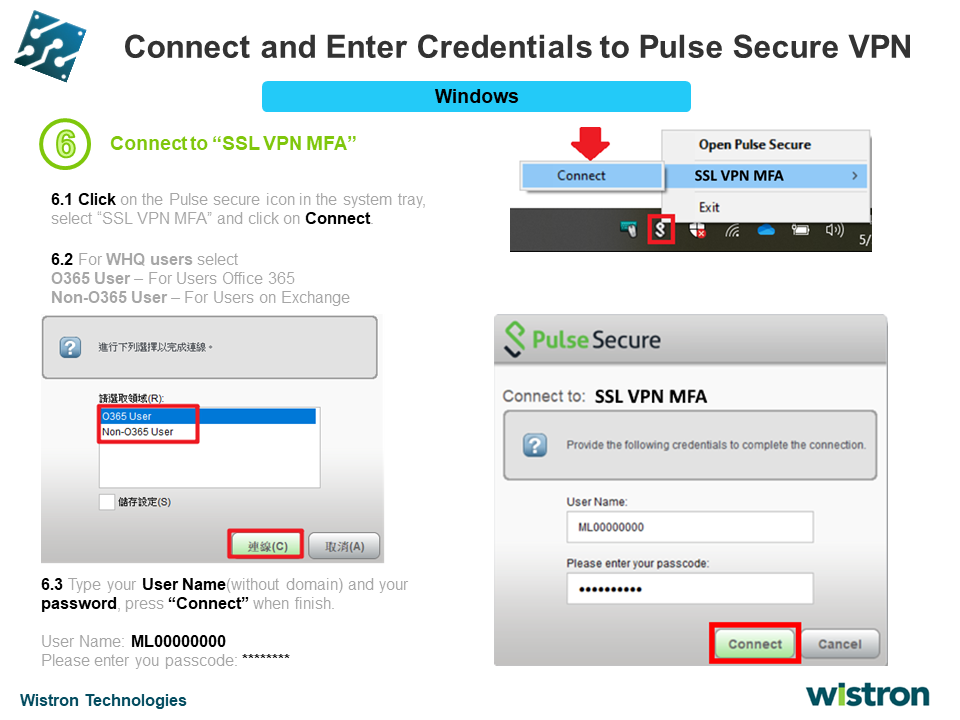 Connect and Enter Credentials to Pulse Secure VPN
Windows
6
Connect to “SSL VPN MFA”
6.1 Click on the Pulse secure icon in the system tray,
select “SSL VPN MFA” and click on Connect.
6.2 For WHQ users select
O365 User – For Users Office 365
Non-O365 User – For Users on Exchange
Open Pulse Secure
Connect
SSL VPN MFA
Exit
5/
進行下列選擇以完成連線。
請選取領域(R):
O365 User
Non-O365 User
儲存設定(S)
連線(C)
取消(A)
6.3 Type your User Name(without domain) and your
password, press “Connect” when finish.
User Name: ML00000000
Please enter you passcode: ********
Pulse Secure
Connect to: SSL VPN MFA
Provide the following credentials to complete the connection.
User Name:
ML00000000
Please enter your passcode:
••••••••••
Connect
Cancel
Wistron Technologies
wistron